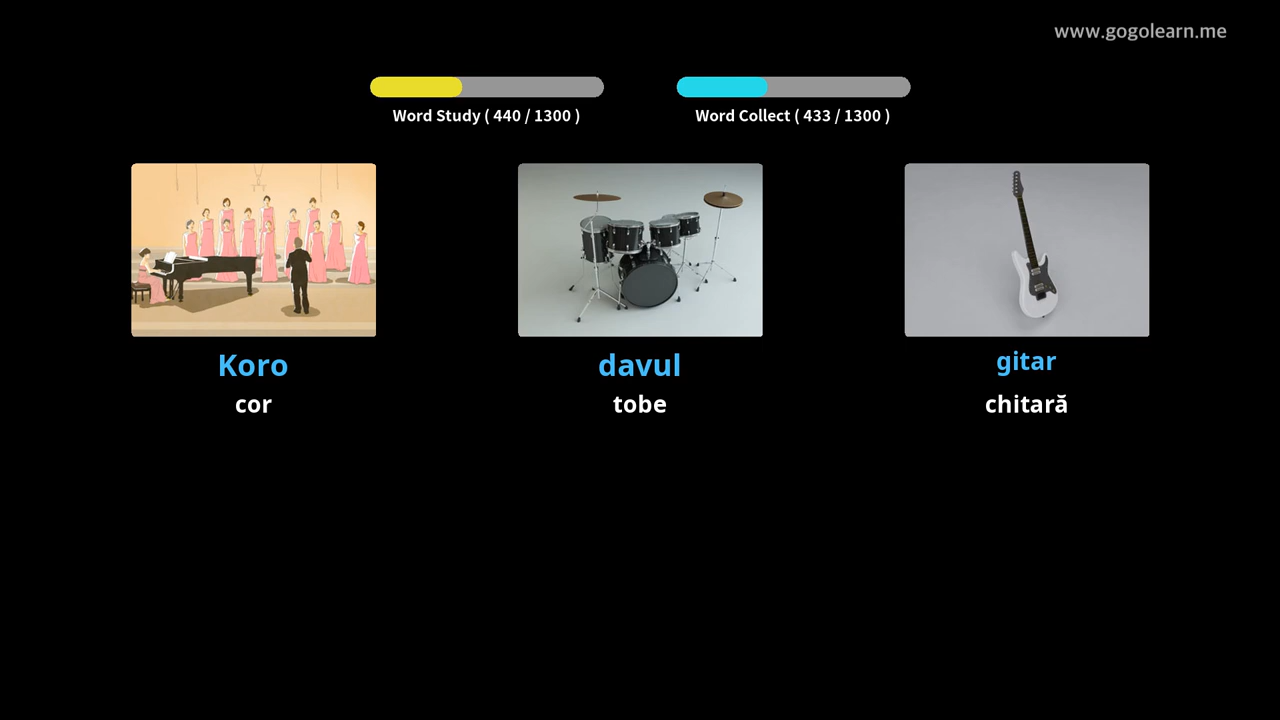 www.gogolearn.me
Word Study ( 440 / 1300 )
Word Collect ( 433 / 1300 )
Koro
davul
gitar
cor
tobe
chitară